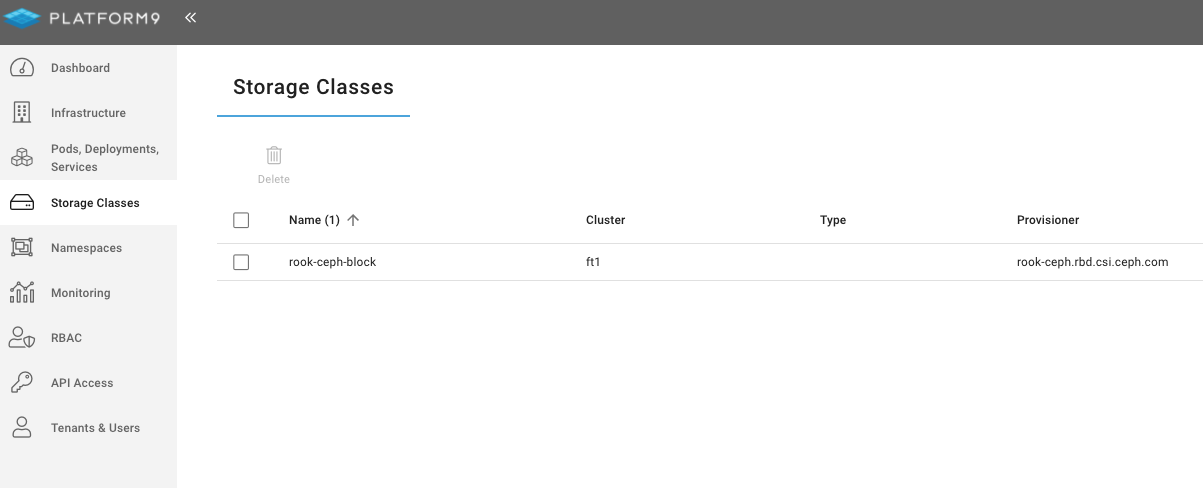 PLATFORM9
Dashboard
Infrastructure
Pods, Deployments,
Services
Storage Classes
Namespaces
Monitoring
RBAC
API Access
Tenants & Users
Storage Classes
Delete
Name (1) Cluster Type Provisioner
rook-ceph-block ft1 rook-ceph.rbd.csi.ceph.com